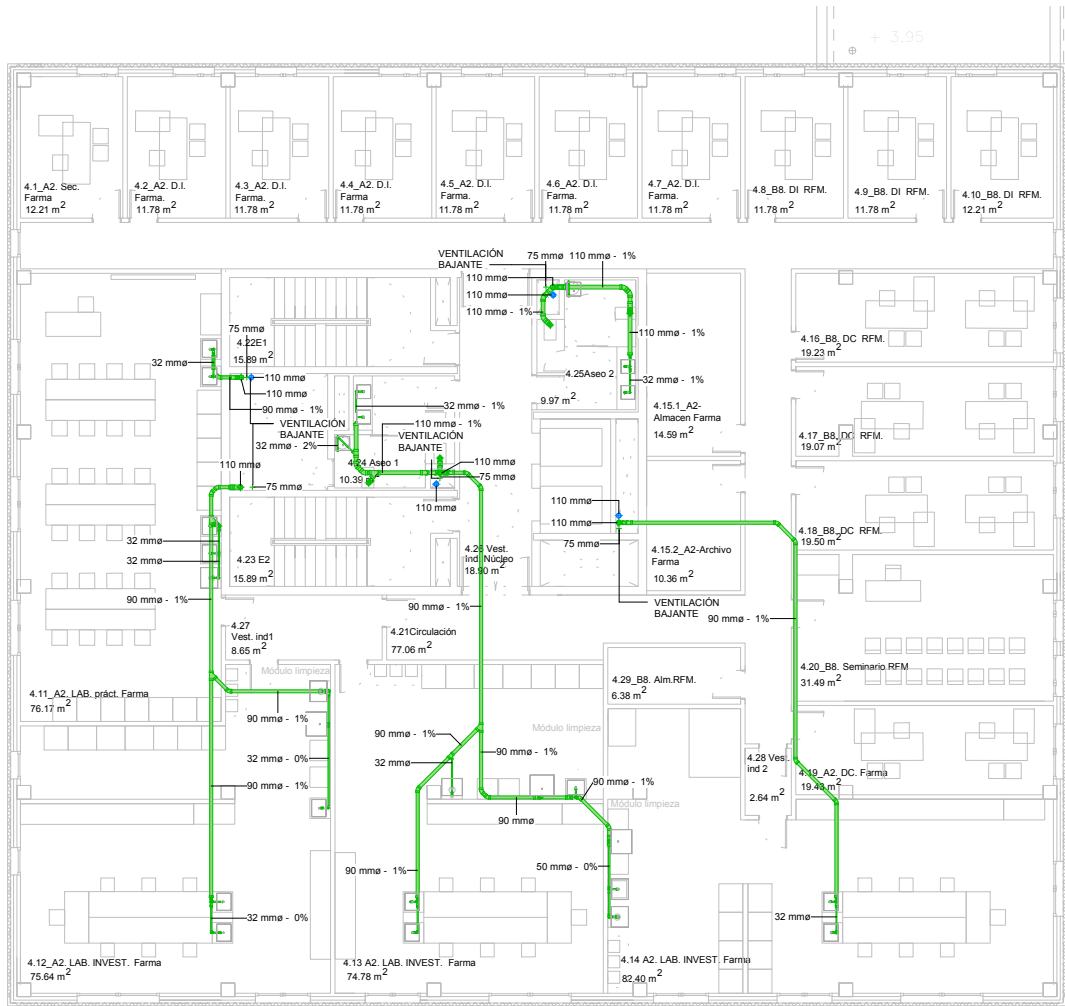 + 3.95
4.1_A2. Sec.
Farma
12.21 m2
4.2_A2. D.I.
Farma.
11.78 m2
4.3_A2. D.I.
Farma.
11.78 m2
4.4_A2. D.I.
Farma.
11.78 m2
4.5_A2. D.I.
Farma.
11.78 m2
4.6_A2. D.I.
Farma.
11.78 m2
4.7_A2. D.I.
Farma.
11.78 m2
4.8_B8. DI RFM.
11.78 m2
4.9_B8. DI RFM.
11.78 m2
4.10_B8. DI RFM.
12.21 m2
VENTILACIÓN
BAJANTE
75 mmø
110 mmø - 1%
110 mmø
110 mmø
110 mmø - 1%
110 mmø - 1%
75 mmø
4.22E1
15.89 m2
32 mmø
110 mmø
110 mmø
90 mmø - 1%
VENTILACIÓN
BAJANTE
32 mmø - 2%
32 mmø - 1%
110 mmø - 1%
VENTILACIÓN
BAJANTE
4.24 Aseo 1
10.39 m
110 mmø
75 mmø
110 mmø
4.25Aseo 2
9.97 m2
32 mmø - 1%
4.15.1_A2-
Almacen Farma
14.59 m2
4.16_B8_DC RFM.
19.23 m2
4.17_B8_DC RFM.
19.07 m2
110 mmø
75 mmø
110 mmø
110 mmø
75 mmø
4.18_B8_DC RFM.
19.50 m2
32 mmø
32 mmø
4.23 E2
15.89 m2
4.26 Vest.
ind. Núcleo
18.90 m2
4.15.2_A2-Archivo
Farma
10.36 m2
VENTILACIÓN
BAJANTE
90 mmø - 1%
90 mmø - 1%
90 mmø - 1%
4.27
Vest. ind1
8.65 m2
4.21Circulación
77.06 m2
4.20_B8. Seminario RFM
31.49 m2
Módulo limpieza
4.29_B8. Alm.RFM.
6.38 m2
4.11_A2. LAB. práct. Farma
76.17 m2
90 mmø - 1%
90 mmø - 1%
Módulo limpieza
32 mmø - 0%
32 mmø
90 mmø - 1%
4.28 Vest.
ind 2
2.64 m2
4.19_A2. DC. Farma
19.43 m2
90 mmø - 1%
90 mmø - 1%
Módulo limpieza
90 mmø
90 mmø - 1%
50 mmø - 0%
32 mmø - 0%
32 mmø
4.12_A2. LAB. INVEST. Farma
75.64 m2
4.13 A2. LAB. INVEST. Farma
74.78 m2
4.14 A2. LAB. INVEST. Farma
82.40 m2